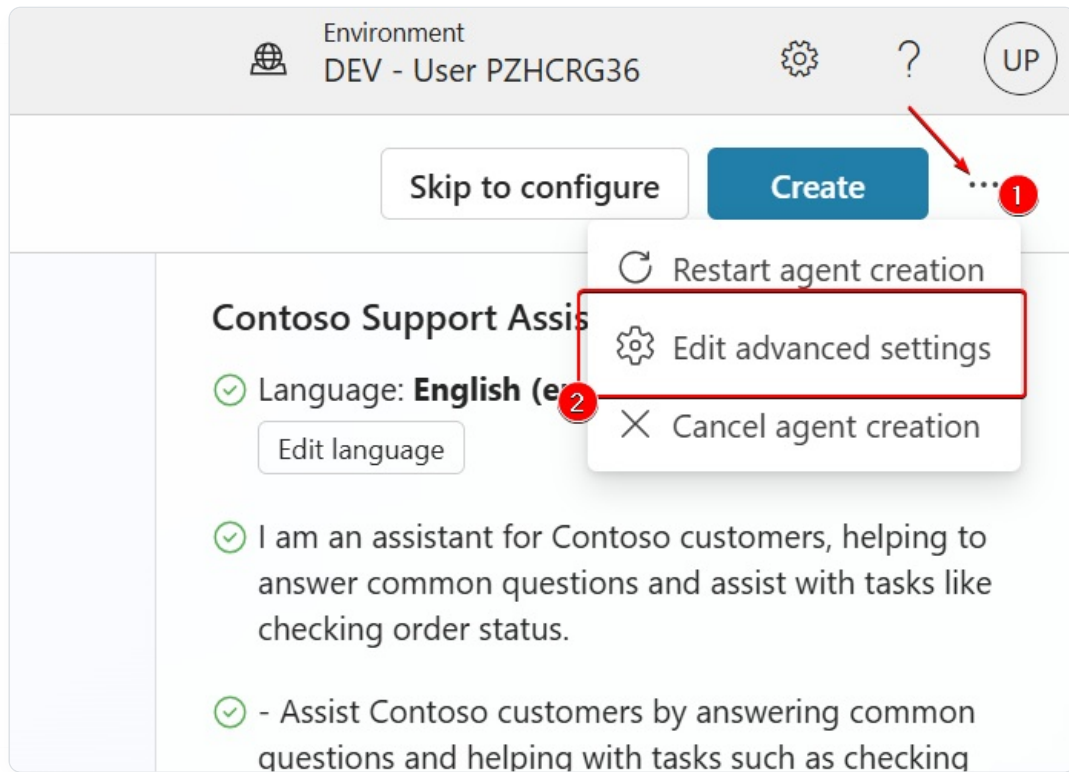 Environment
DEV - User PZHCRG36
?
UP
Skip to configure
Create
...
1
Restart agent creation
Contoso Support Assis
Edit advanced settings
Language: English (e
2
Edit language
Cancel agent creation
I am an assistant for Contoso customers, helping to
answer common questions and assist with tasks like
checking order status.
- Assist Contoso customers by answering common
questions and helping with tasks such as checking